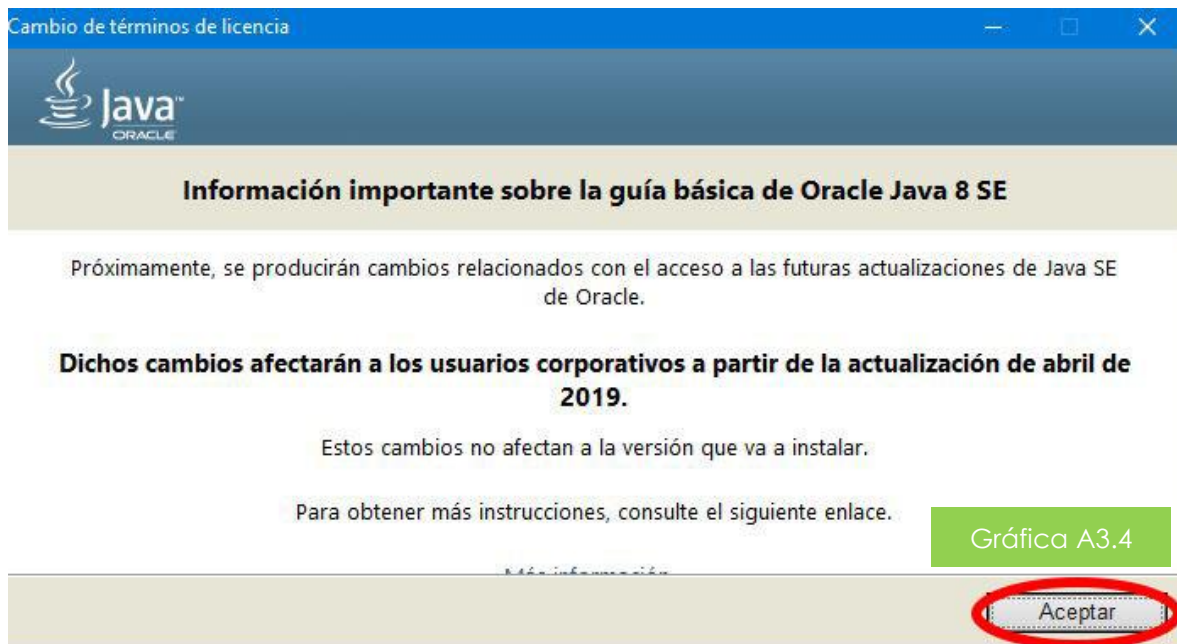 Cambio de términos de licencia
Java™
ORACLE
Información importante sobre la guía básica de Oracle Java 8 SE
Próximamente, se producirán cambios relacionados con el acceso a las futuras actualizaciones de Java SE
de Oracle.
Dichos cambios afectarán a los usuarios corporativos a partir de la actualización de abril de
2019.
Estos cambios no afectan a la versión que va a instalar.
Para obtener más instrucciones, consulte el siguiente enlace.
Gráfica A3.4
Más información
Aceptar